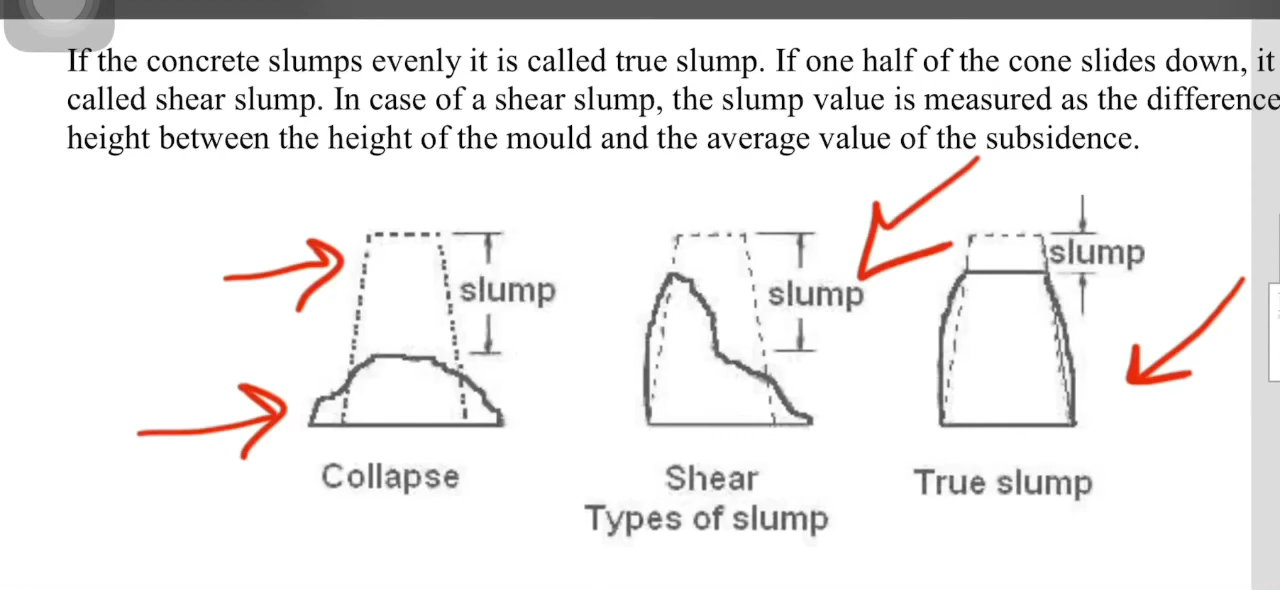 If the concrete slumps evenly it is called true slump. If one half of the cone slides down, it
called shear slump. In case of a shear slump, the slump value is measured as the difference
height between the height of the mould and the average value of the subsidence.
slump
slump
slump
Collapse
Shear
True slump
Types of slump